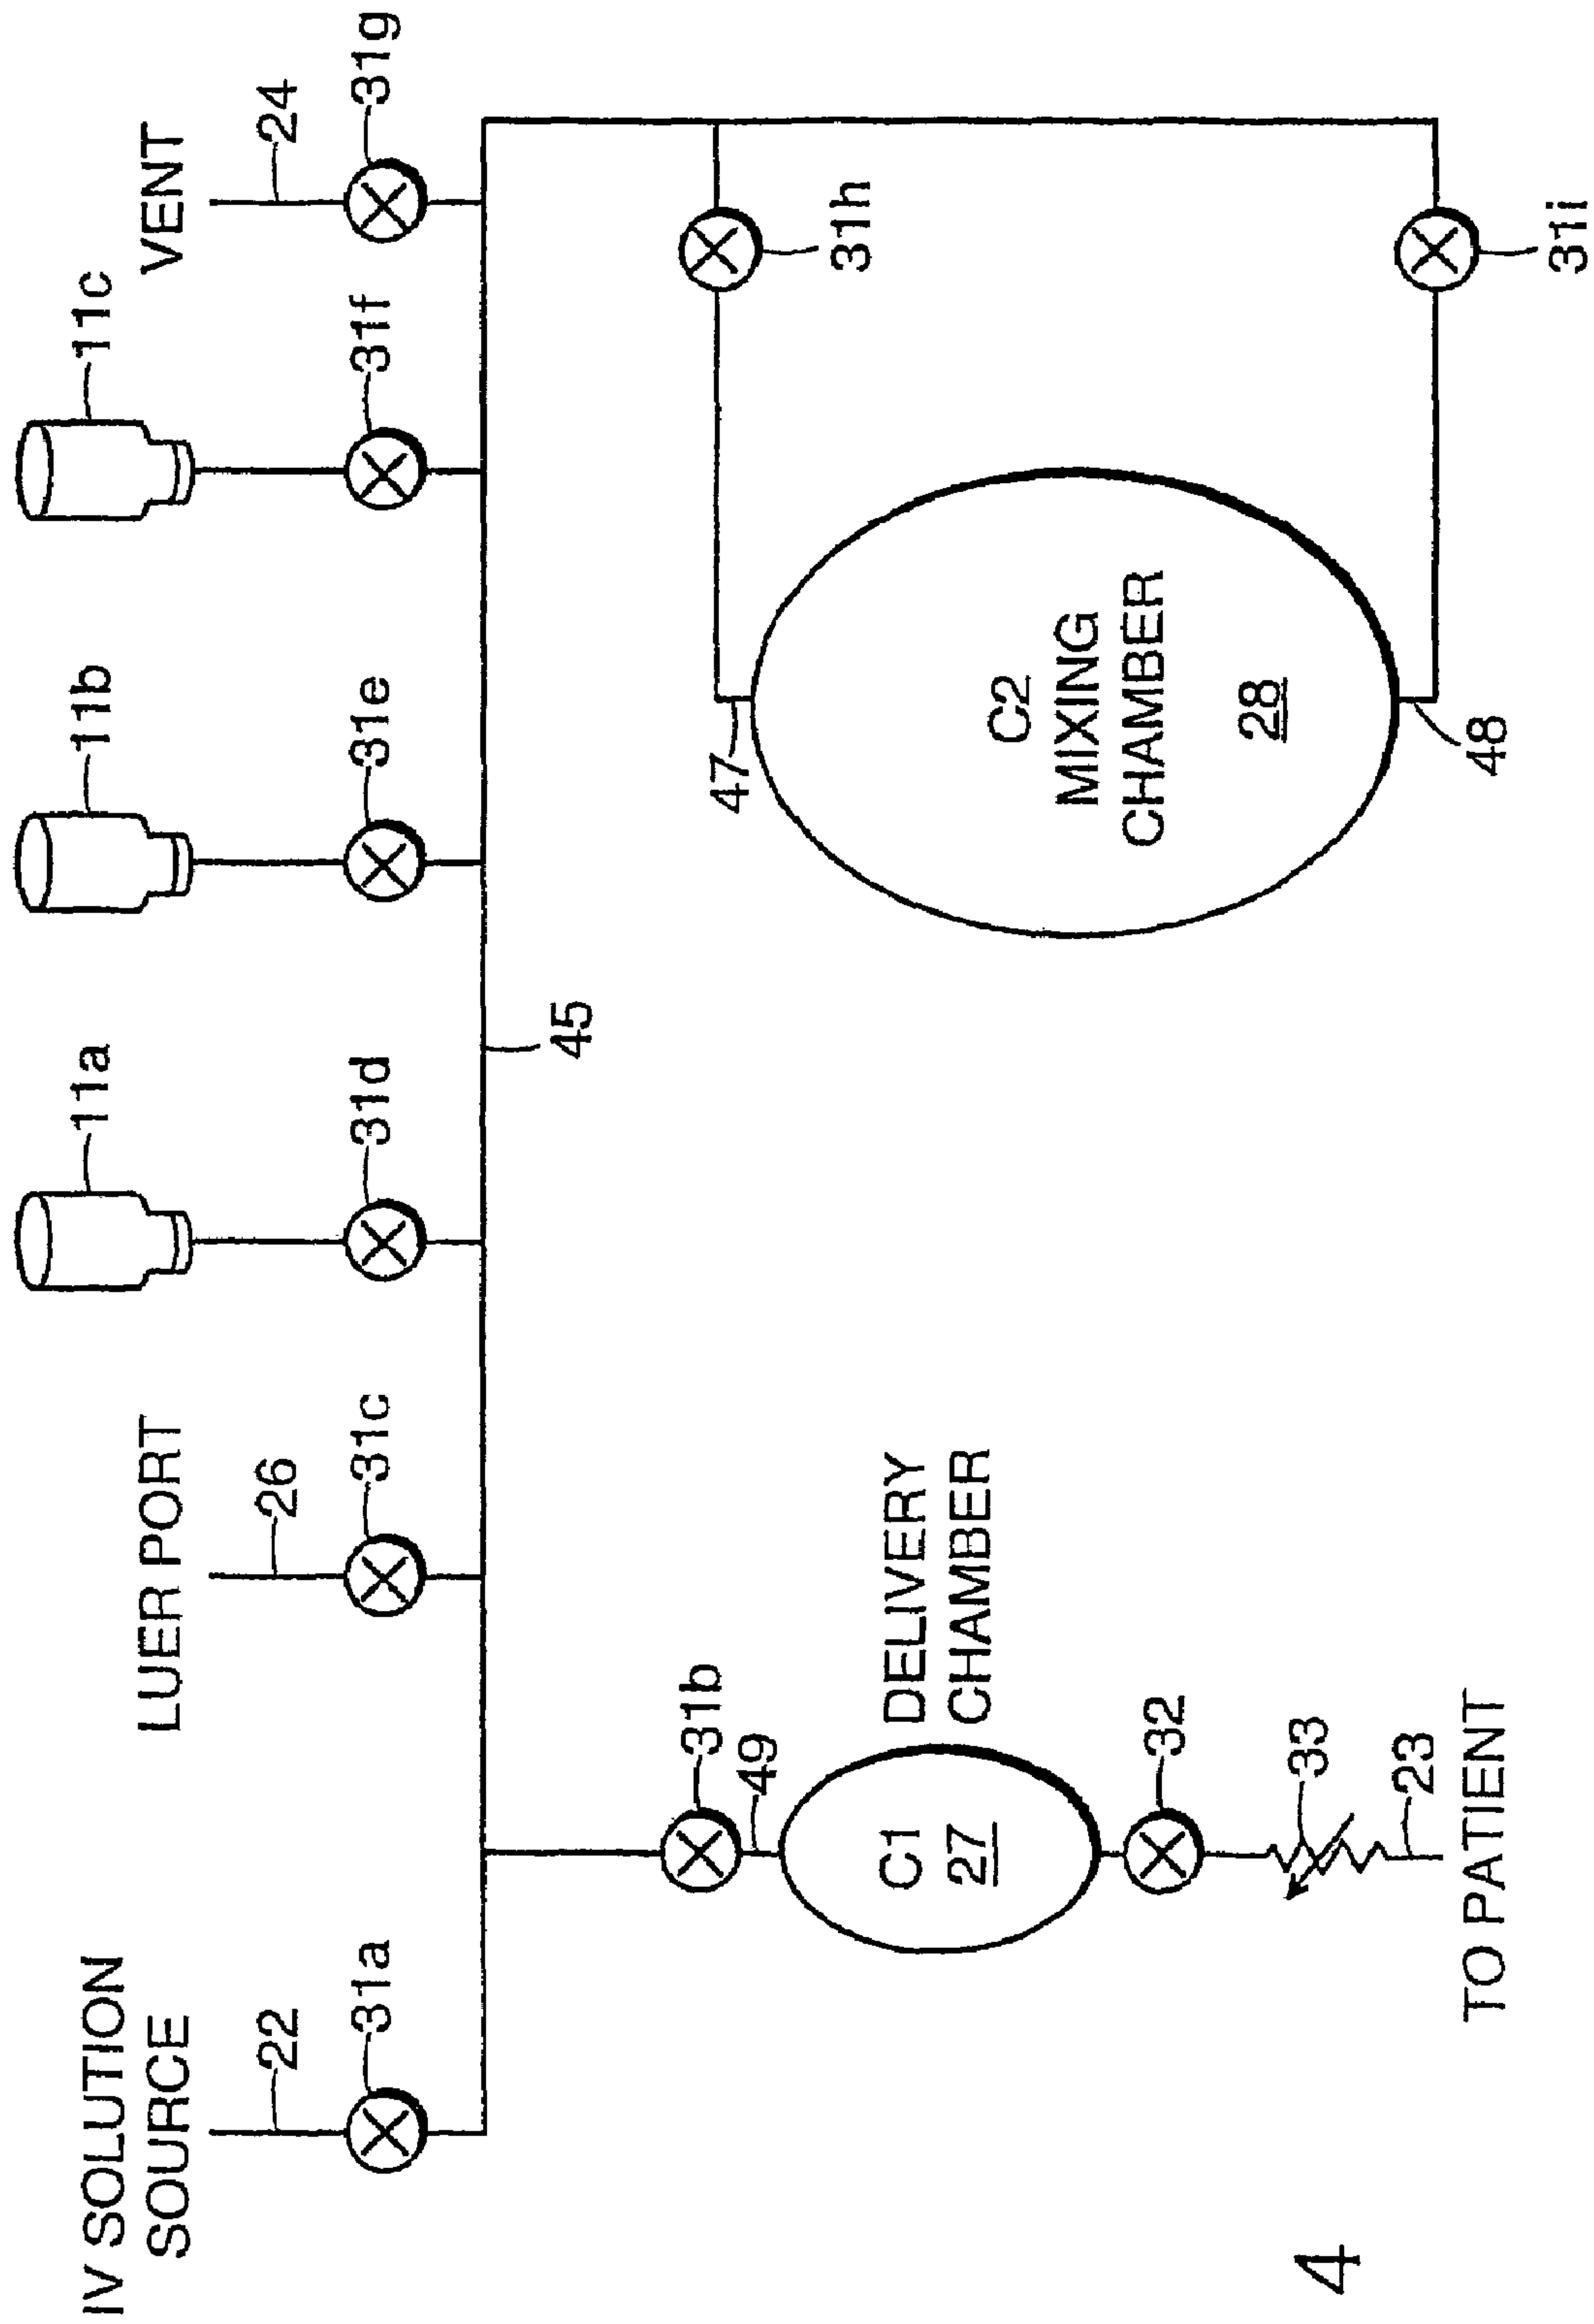 IV SOLUTION
SOURCE
22
31a
LUER PORT
26
31c
11a
31d
11b
31e
11c
31f
VENT
24
31g
45
31b
49
C1
27
DELIVERY
CHAMBER
32
33
23
TO PATIENT
47
C2
MIXING
CHAMBER
28
48
31h
31i
4